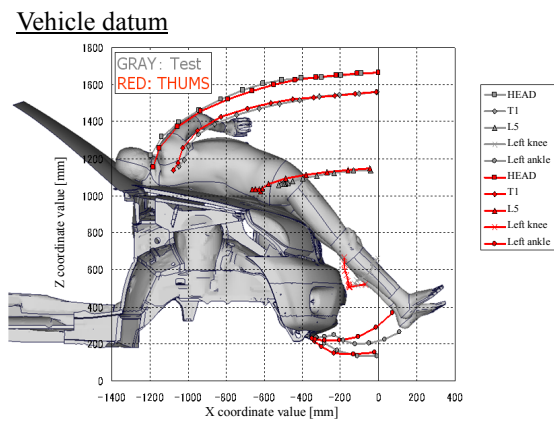 Vehicle datum
1800
GRAY: Test
RED: THUMS
1600
1400
1200
1000
800
600
400
200
0
Z coordinate value [mm]
-1400 -1200 -1000 -800 -600 -400 -200 0 200 400
X coordinate value [mm]
HEAD
T1
L5
Left knee
Left ankle
HEAD
T1
L5
Left knee
Left ankle